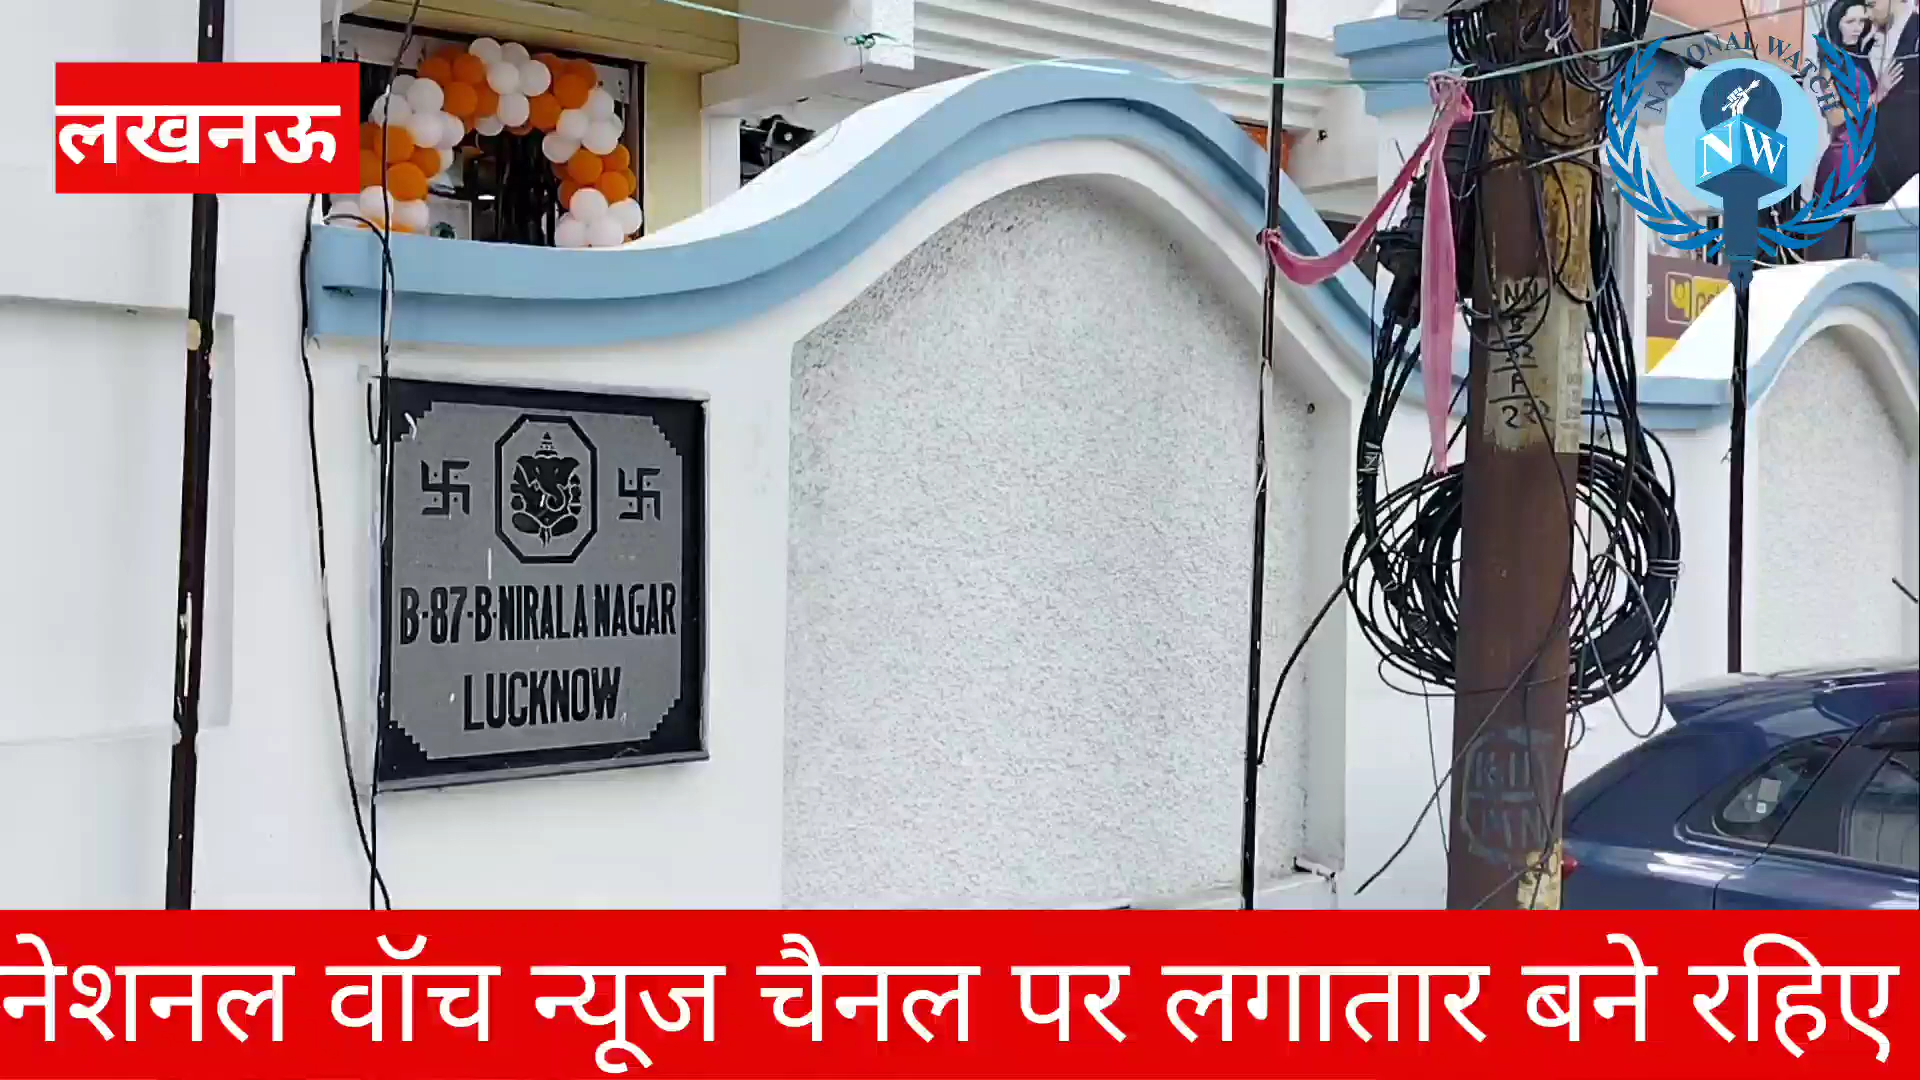 लखनऊ
NATIONAL WATCH
NW
B-87-B-NIRALA NAGAR
LUCKNOW
नेशनल वॉच न्यूज चैनल पर लगातार बने रहिए